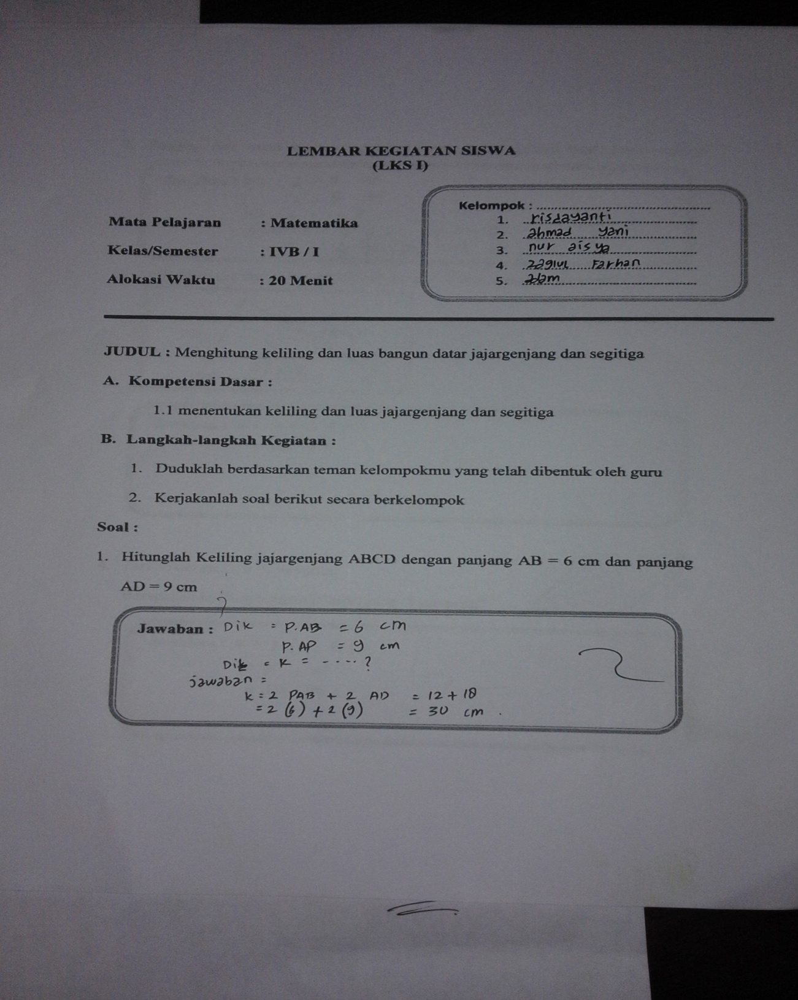 LEMBAR KEGIATAN SISWA
(LKS I)
Mata Pelajaran : Matematika
Kelas/Semester : IVB / I
Alokasi Waktu : 20 Menit
Kelompok : ........................
1. risdayanti
2. ahmad yani
3. nur aisya
4. zaglul Farhan
5. adam
JUDUL : Menghitung keliling dan luas bangun datar jajargenjang dan segitiga
A. Kompetensi Dasar :
1.1 menentukan keliling dan luas jajargenjang dan segitiga
B. Langkah-langkah Kegiatan :
1. Duduklah berdasarkan teman kelompokmu yang telah dibentuk oleh guru
2. Kerjakanlah soal berikut secara berkelompok
Soal :
1. Hitunglah Keliling jajargenjang ABCD dengan panjang AB = 6 cm dan panjang
AD = 9 cm
Jawaban : Dik = P.AB = 6 cm
P. AP = 9 cm
Dik = K = - .... ?
jawaban =
k = 2 PAB + 2 AD = 12 + 18
= 2 (6) + 2 (9) = 30 cm .
2